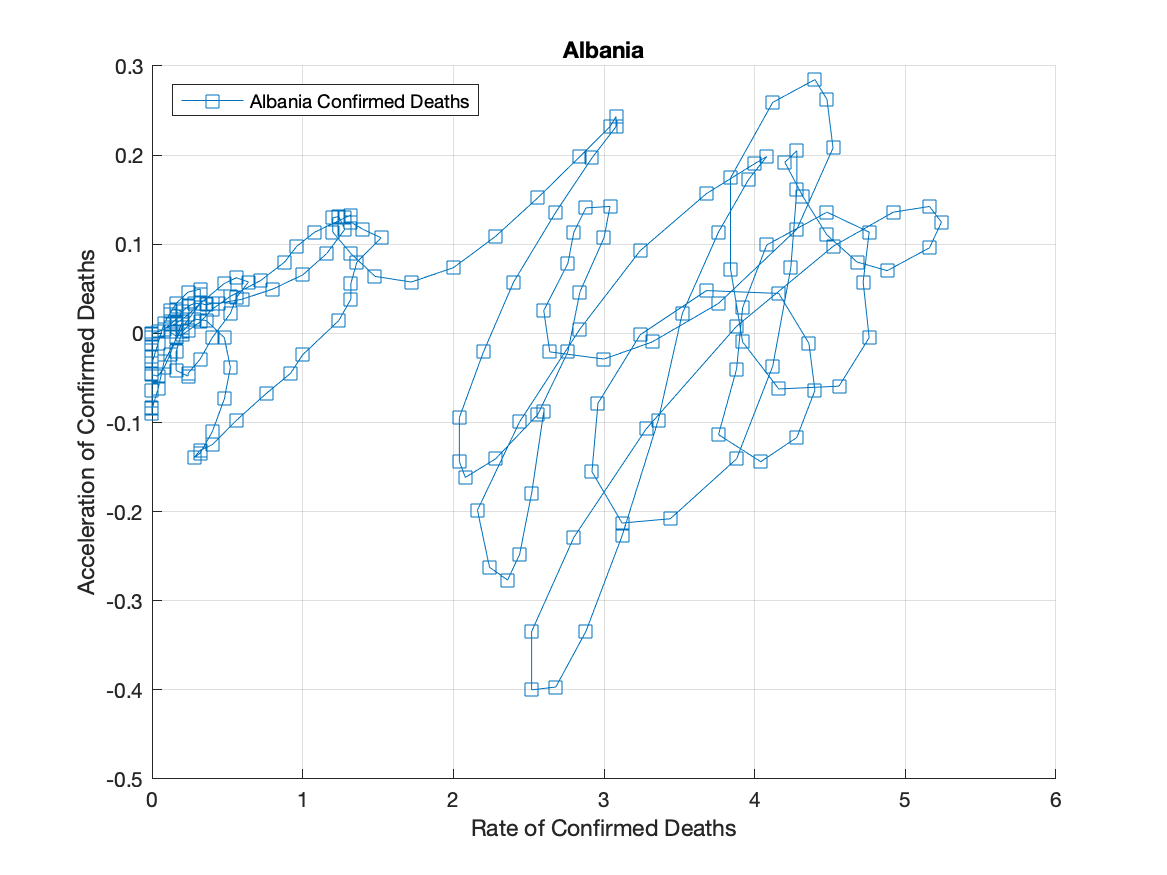 Albania
0.3
Albania Confirmed Deaths
0.2
0.1
0
-0.1
-0.2
-0.3
-0.4
-0.5
Acceleration of Confirmed Deaths
0 1 2 3 4 5 6
Rate of Confirmed Deaths